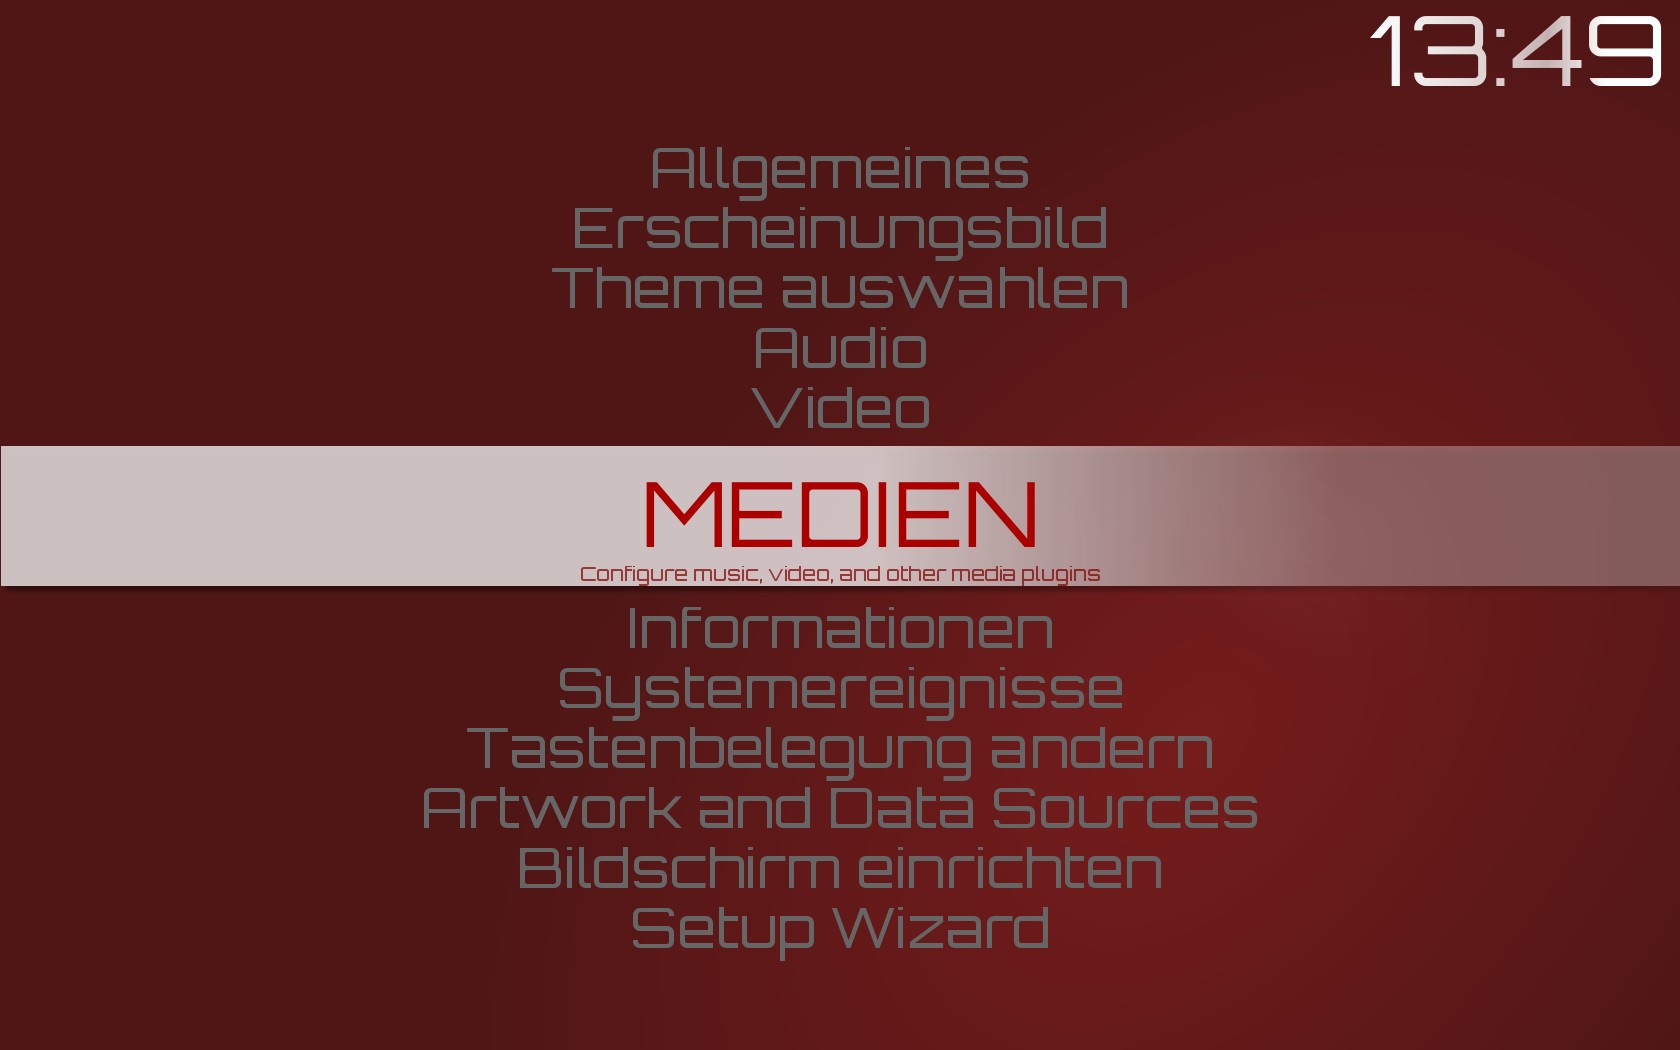 13:49
Allgemeines
Erscheinungsbild
Theme auswahlen
Audio
Video
MEDIEN
Configure music, video, and other media plugins
Informationen
Systemereignisse
Tastenbelegung andern
Artwork and Data Sources
Bildschirm einrichten
Setup Wizard